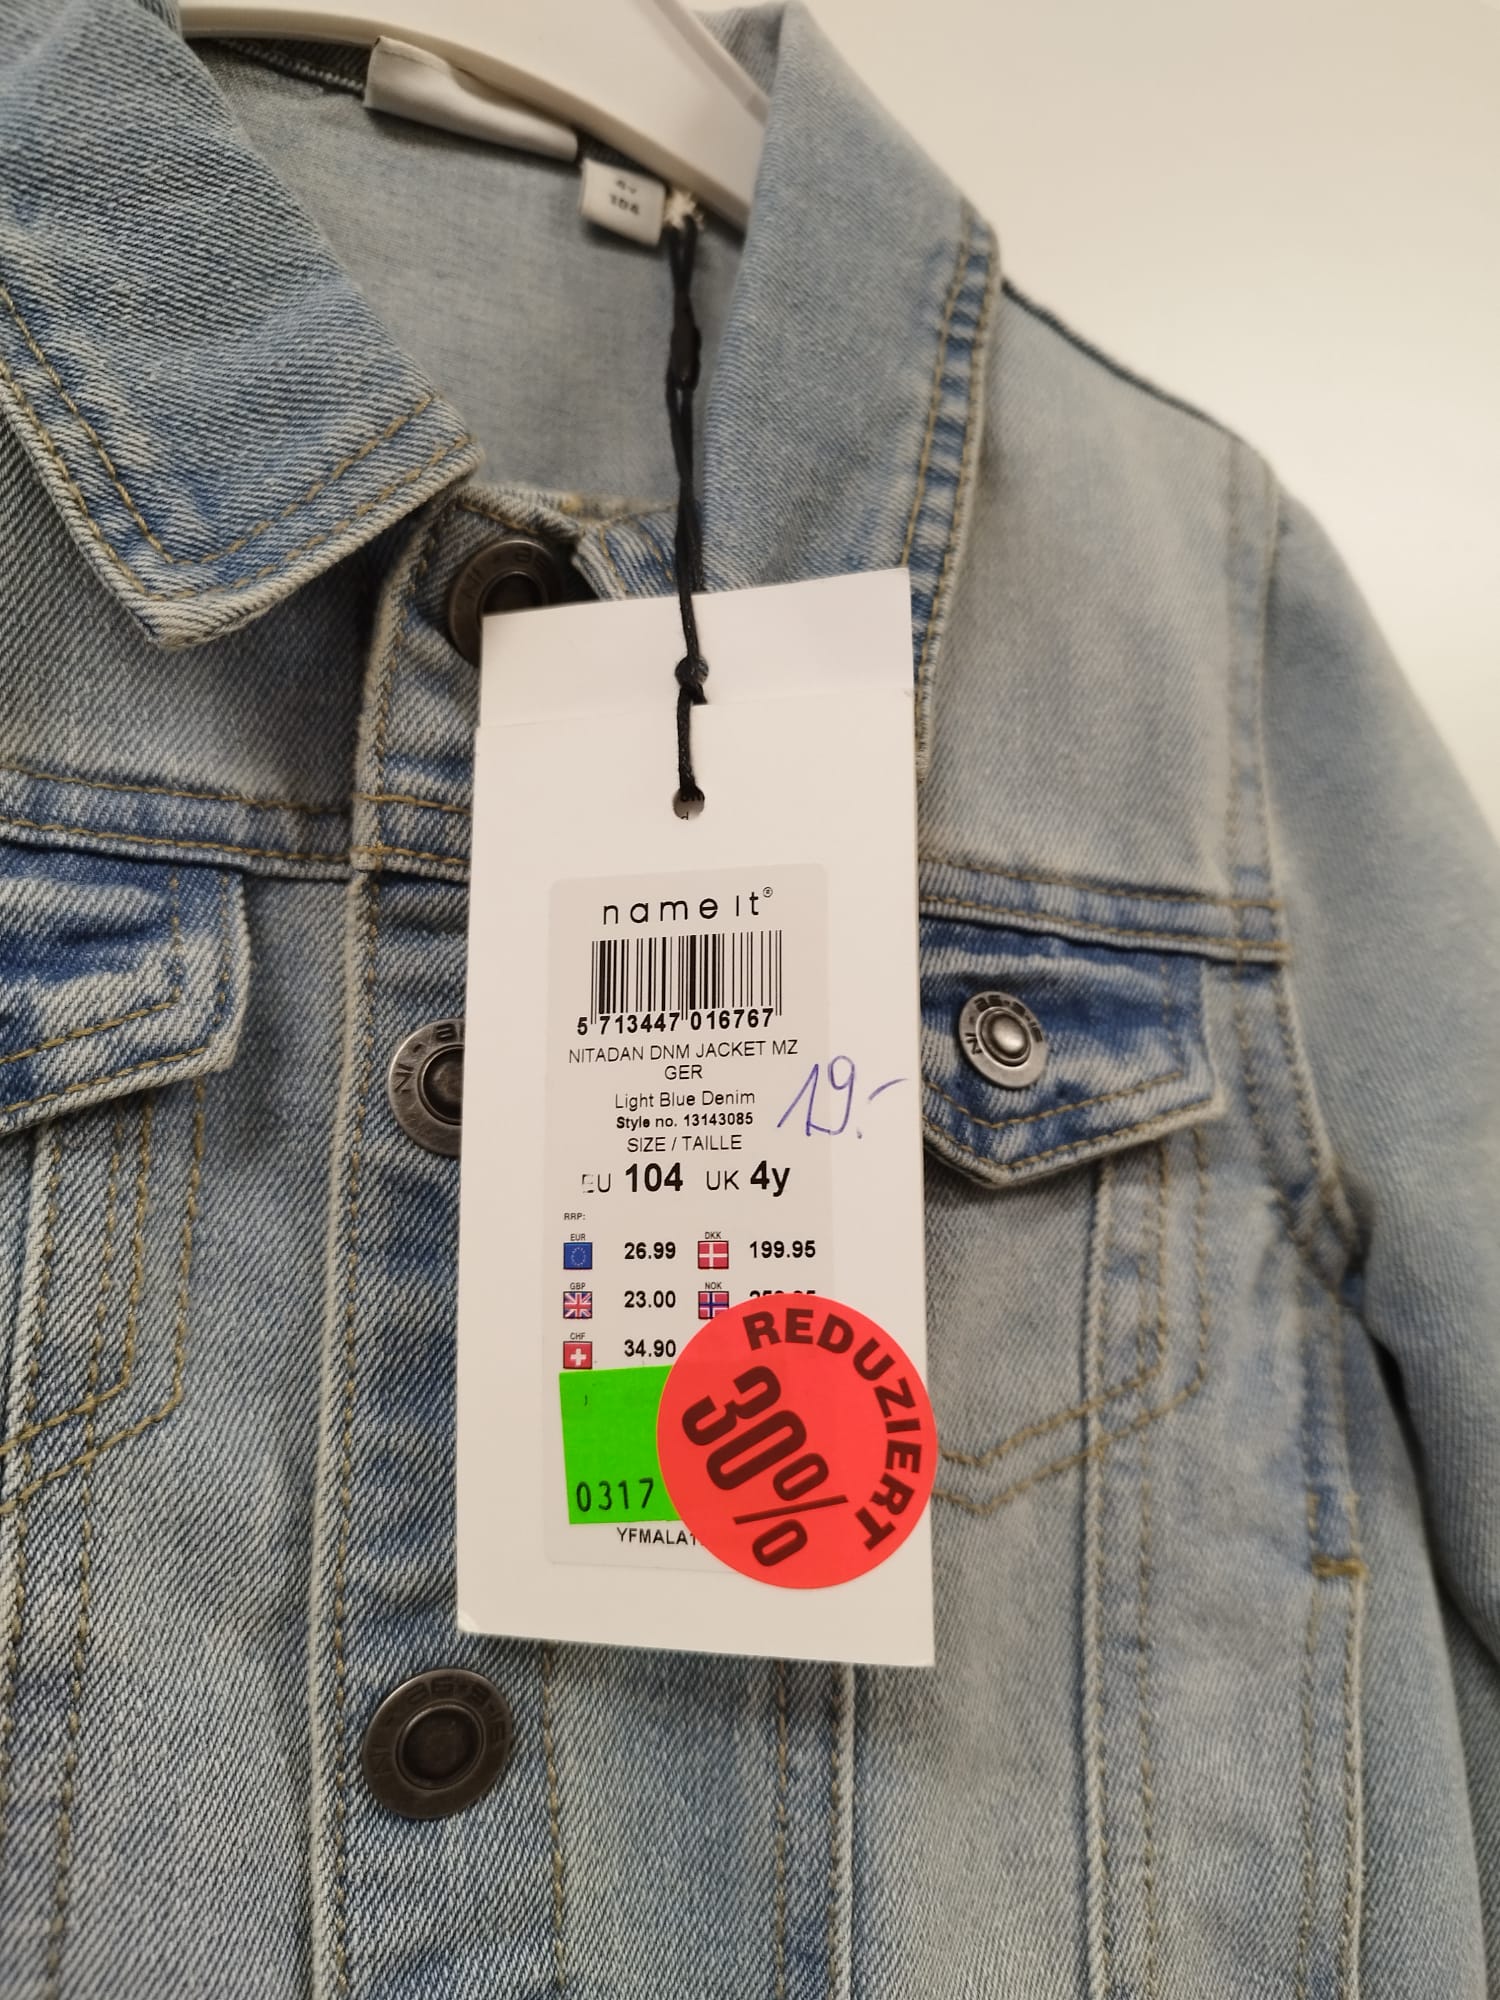 104
name it®
5 713447 016767
NITADAN DNM JACKET MZ
GER
Light Blue Denim
Style no. 13143085
SIZE / TAILLE
EU 104 UK 4y
19.-
RRP:
EUR 26.99 DKK 199.95
GBP 23.00 NOK
CHF 34.90
REDUZIERT
30%
0317